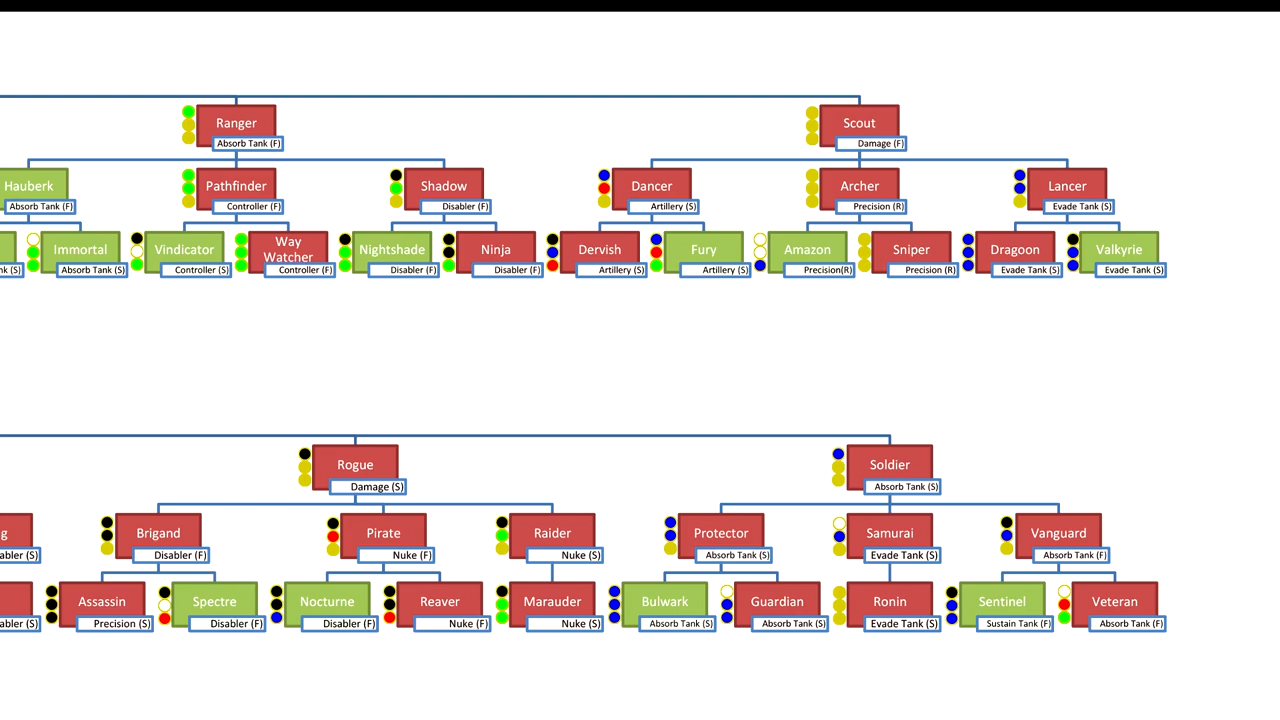 Ranger
Absorb Tank (F)
Scout
Damage (F)
Hauberk
Absorb Tank (F)
Pathfinder
Controller (F)
Shadow
Disabler (F)
Dancer
Artillery (S)
Archer
Precision (R)
Lancer
Evade Tank (S)
nk (S)
Immortal
Absorb Tank (S)
Vindicator
Controller (S)
Way
Watcher
Controller (F)
Nightshade
Disabler (F)
Ninja
Disabler (F)
Dervish
Artillery (S)
Fury
Artillery (S)
Amazon
Precision(R)
Sniper
Precision (R)
Dragoon
Evade Tank (S)
Valkyrie
Evade Tank (S)
Rogue
Damage (S)
Soldier
Absorb Tank (S)
g
abler (S)
Brigand
Disabler (F)
Pirate
Nuke (F)
Raider
Nuke (S)
Protector
Absorb Tank (S)
Samurai
Evade Tank (S)
Vanguard
Absorb Tank (F)
abler (S)
Assassin
Precision (S)
Spectre
Disabler (F)
Nocturne
Disabler (F)
Reaver
Nuke (F)
Marauder
Nuke (S)
Bulwark
Absorb Tank (S)
Guardian
Absorb Tank (S)
Ronin
Evade Tank (S)
Sentinel
Sustain Tank (F)
Veteran
Absorb Tank (F)